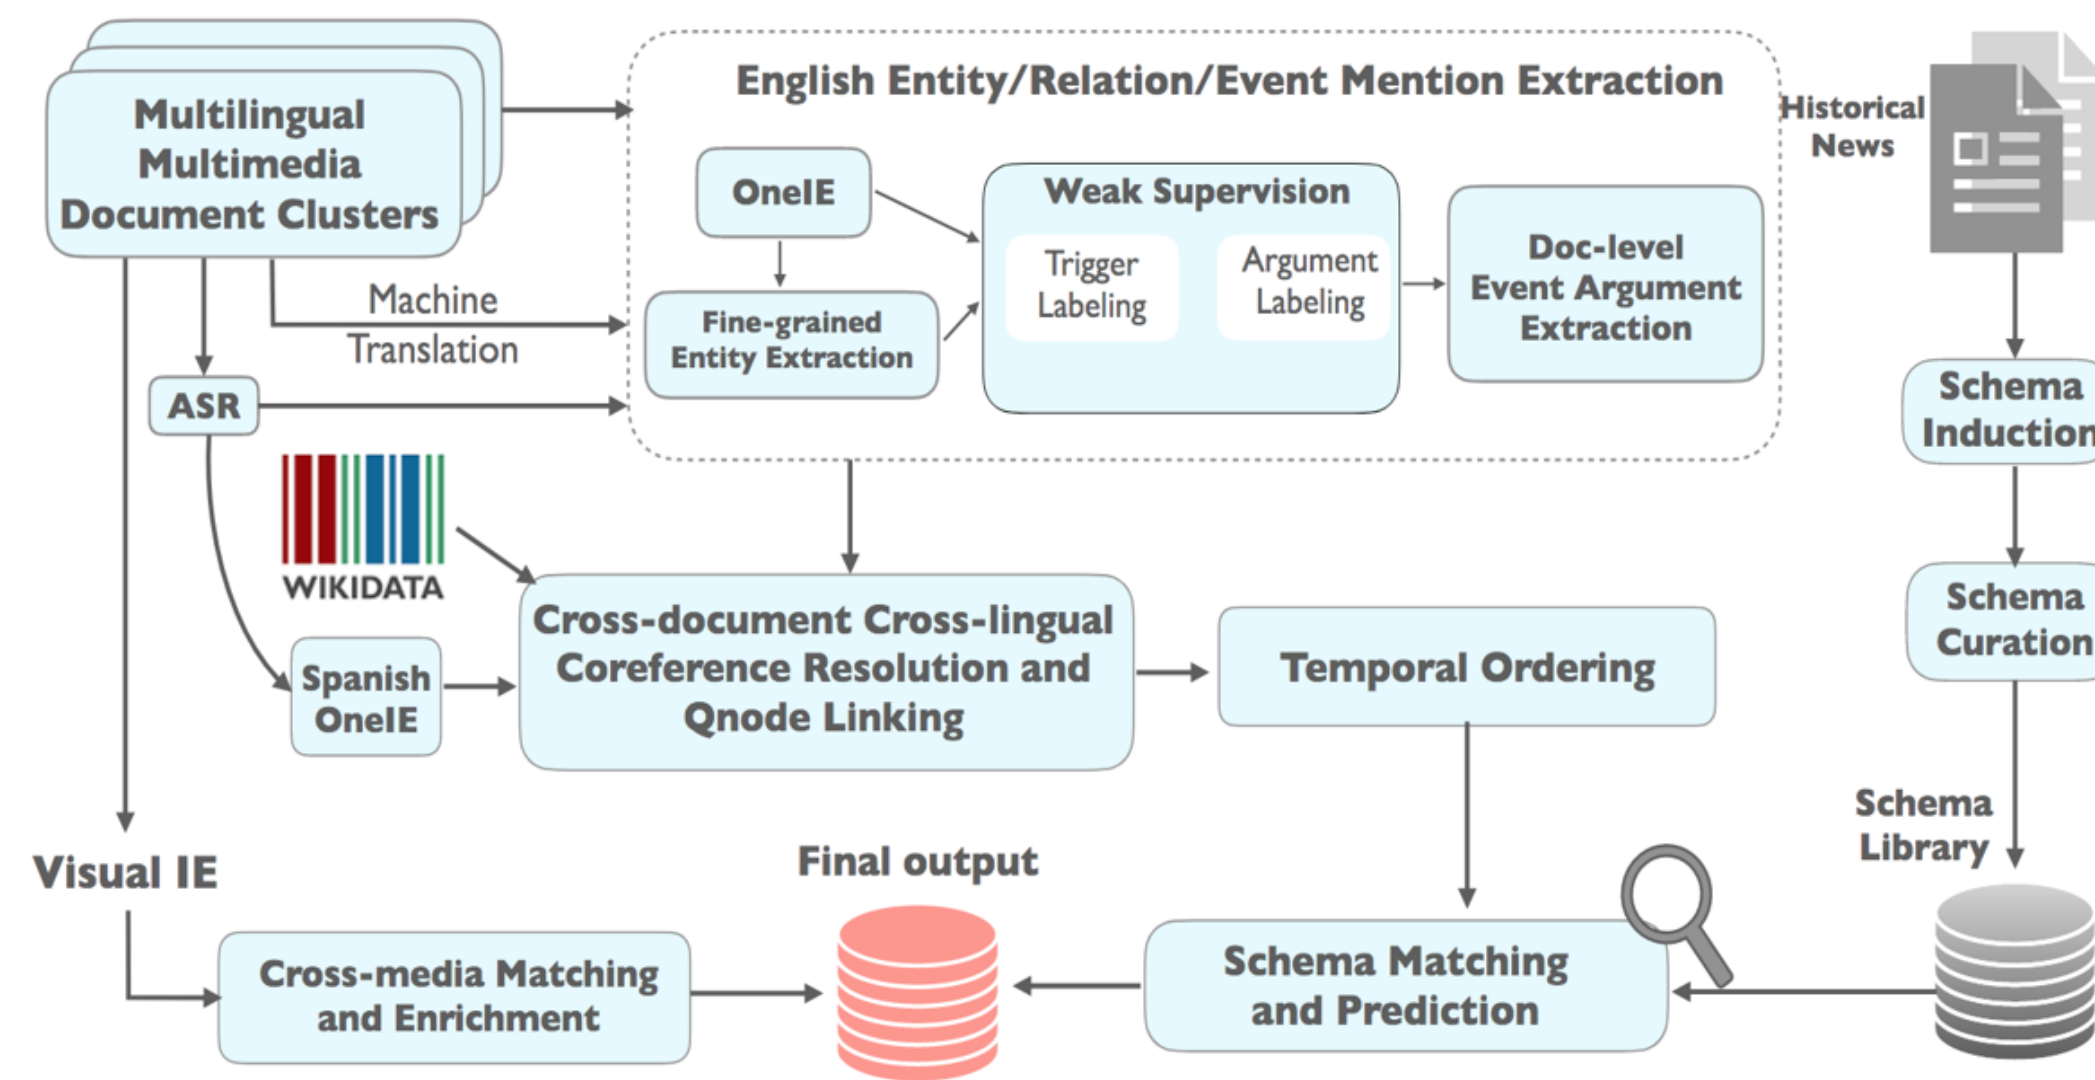 Multilingual
Multimedia
Document Clusters
English Entity/Relation/Event Mention Extraction
Historical
News
OneIE
Weak Supervision
Trigger
Labeling
Argument
Labeling
Doc-level
Event Argument
Extraction
Fine-grained
Entity Extraction
Machine
Translation
ASR
Schema
Induction
WIKIDATA
Spanish
OneIE
Cross-document Cross-lingual
Coreference Resolution and
Qnode Linking
Temporal Ordering
Schema
Curation
Schema
Library
Visual IE
Final output
Cross-media Matching
and Enrichment
Schema Matching
and Prediction